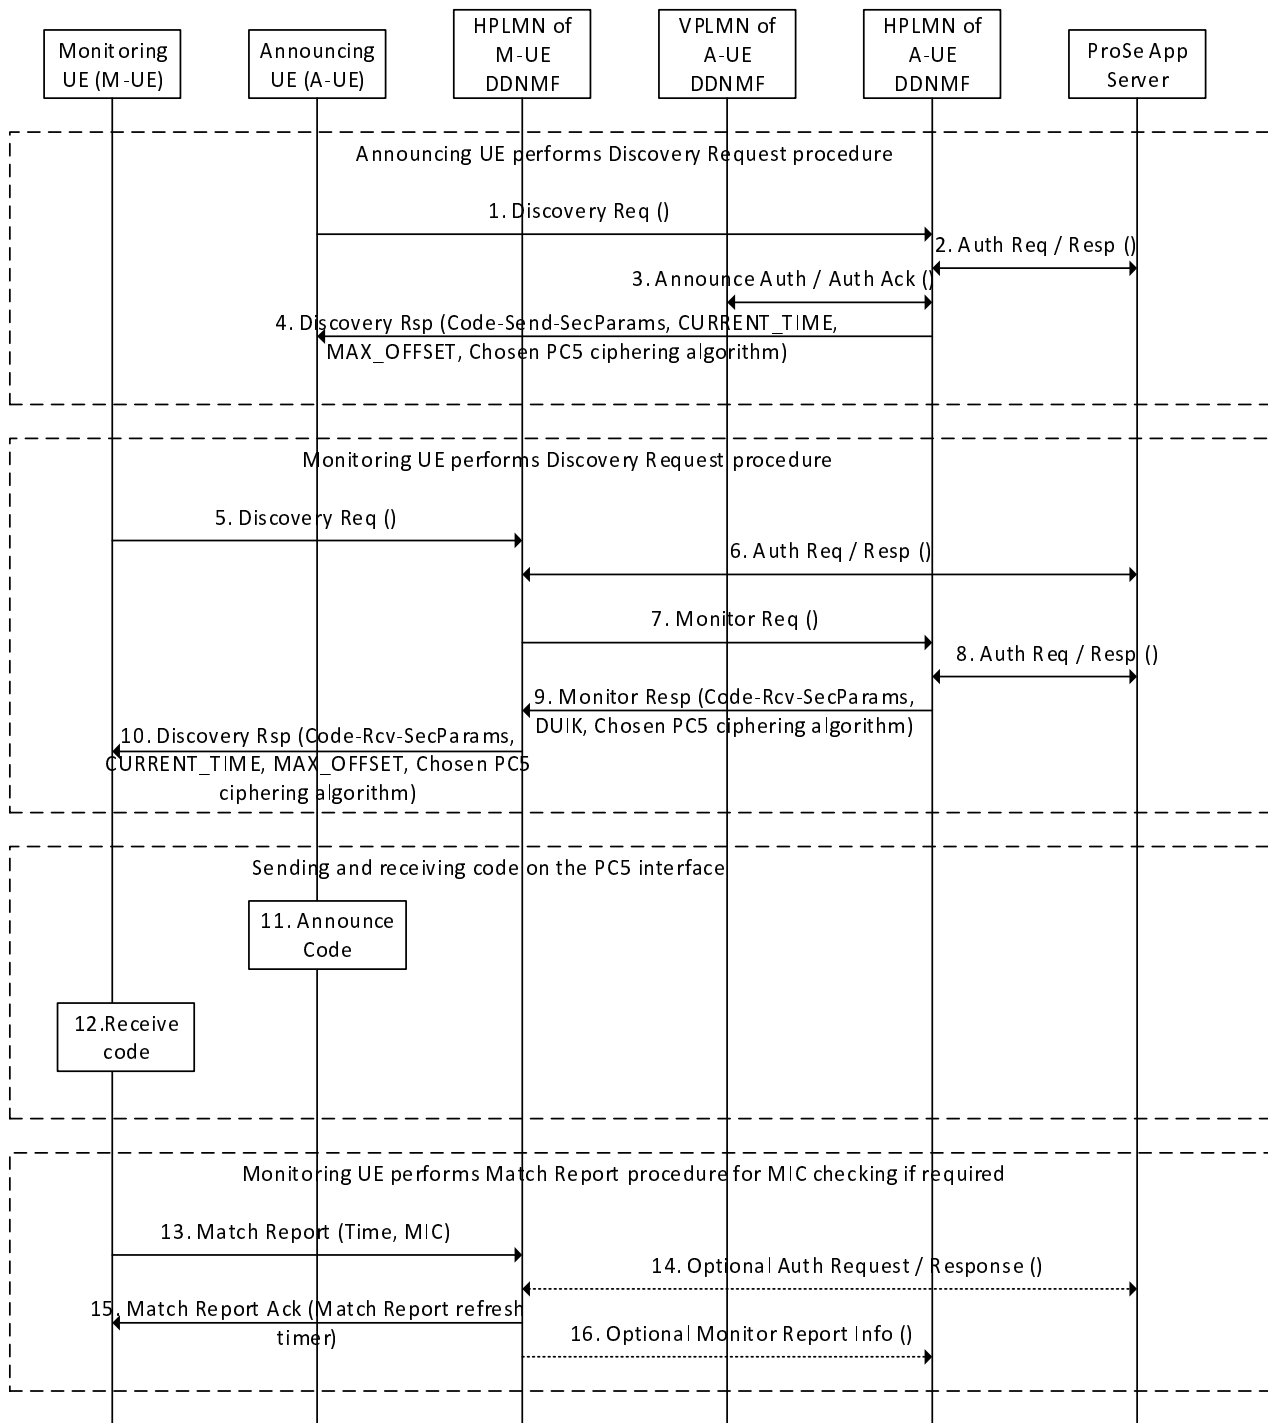 Monitoring
UE (M-UE)
Announcing
UE (A-UE)
HPLMN of
M-UE
DDNMF
VPLMN of
A-UE
DDNMF
HPLMN of
A-UE
DDNMF
ProSe App
Server
Announcing UE performs Discovery Request procedure
1. Discovery Req ()
2. Auth Req / Resp ()
3. Announce Auth / Auth Ack ()
4. Discovery Rsp (Code-Send-SecParams, CURRENT_TIME,
MAX_OFFSET, Chosen PC5 ciphering algorithm)
Monitoring UE performs Discovery Request procedure
5. Discovery Req ()
6. Auth Req / Resp ()
7. Monitor Req ()
8. Auth Req / Resp ()
9. Monitor Resp (Code-Rcv-SecParams,
DUIK, Chosen PC5 ciphering algorithm)
10. Discovery Rsp (Code-Rcv-SecParams,
CURRENT_TIME, MAX_OFFSET, Chosen PC5
ciphering algorithm)
Sending and receiving code on the PC5 interface
11. Announce
Code
12.Receive
code
Monitoring UE performs Match Report procedure for MIC checking if required
13. Match Report (Time, MIC)
14. Optional Auth Request / Response ()
15. Match Report Ack (Match Report refresh
timer)
16. Optional Monitor Report Info ()